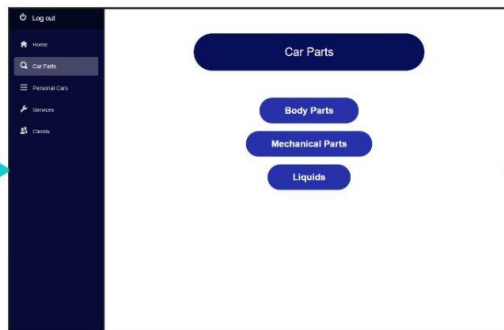 Log out
Home
Car Parts
Personal Cars
Services
Clients
Car Parts
Body Parts
Mechanical Parts
Liquids